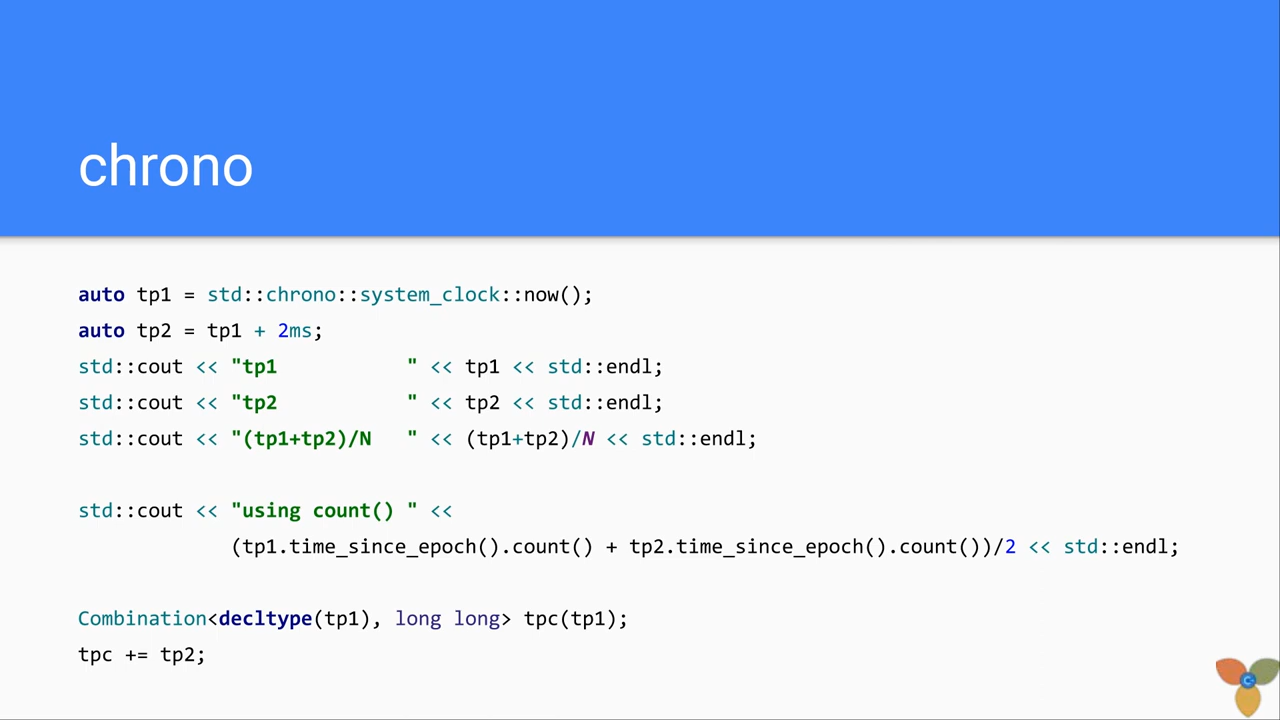 chrono
auto tp1 = std::chrono::system_clock::now();
auto tp2 = tp1 + 2ms;
std::cout << "tp1           " << tp1 << std::endl;
std::cout << "tp2           " << tp2 << std::endl;
std::cout << "(tp1+tp2)/N   " << (tp1+tp2)/N << std::endl;
std::cout << "using count() " <<
(tp1.time_since_epoch().count() + tp2.time_since_epoch().count())/2 << std::endl;
Combination<decltype(tp1), long long> tpc(tp1);
tpc += tp2;